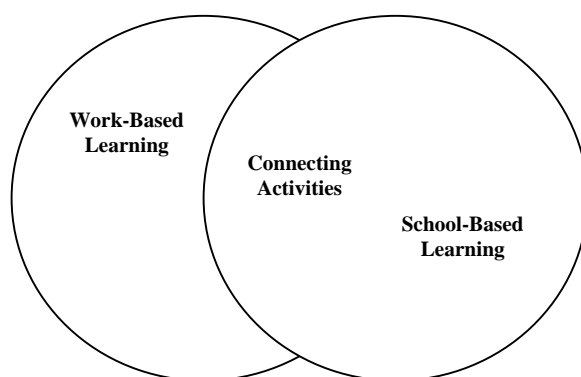 Work-Based
Learning
Connecting
Activities
School-Based
Learning